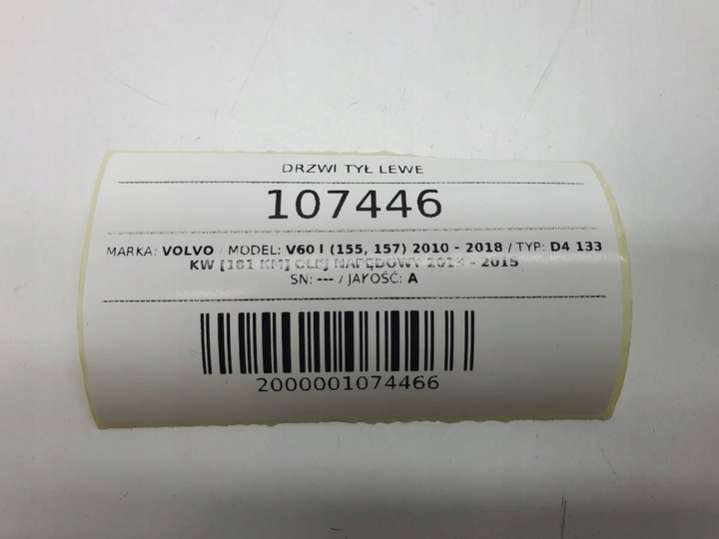 DRZWI TYŁ LEWE
107446
MARKA: VOLVO / MODEL: V60 I (155, 157) 2010 - 2018 / TYP: D4 133
KW [181 KM] OLEJ NAPĘDOWY - 2015
SN: --- / JAKOŚĆ: A
2000001074466